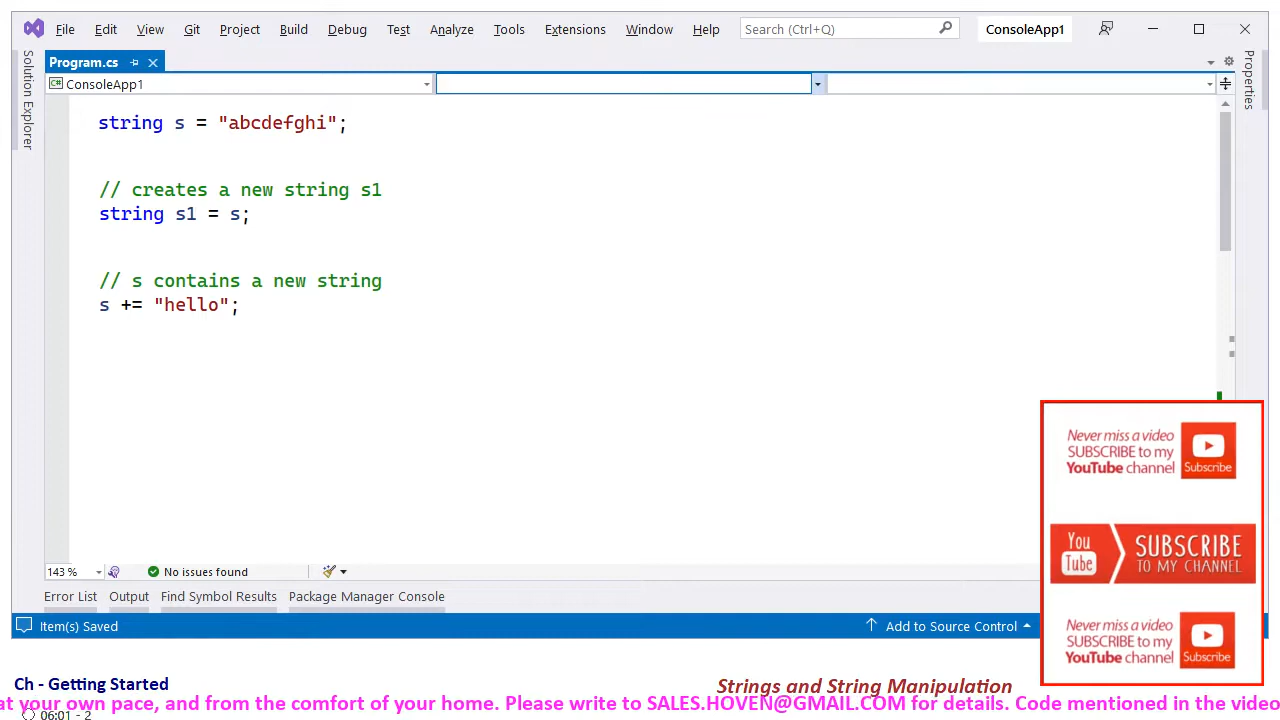 File Edit View Git Project Build Debug Test Analyze Tools Extensions Window Help Search (Ctrl+Q) ConsoleApp1
Solution Explorer
Program.cs
Properties
C# ConsoleApp1
string s = "abcdefghi";
// creates a new string s1
string s1 = s;
// s contains a new string
s += "hello";
Never miss a video
SUBSCRIBE to my
YouTube channel
Subscribe
You
Tube
SUBSCRIBE
TO MY CHANNEL
Never miss a video
SUBSCRIBE to my
YouTube channel
Subscribe
143 % No issues found
Error List Output Find Symbol Results Package Manager Console
Item(s) Saved Add to Source Control
Ch - Getting Started
Strings and String Manipulation
at your own pace, and from the comfort of your home. Please write to SALES.HOVEN@GMAIL.COM for details. Code mentioned in the video
06:01 - 2